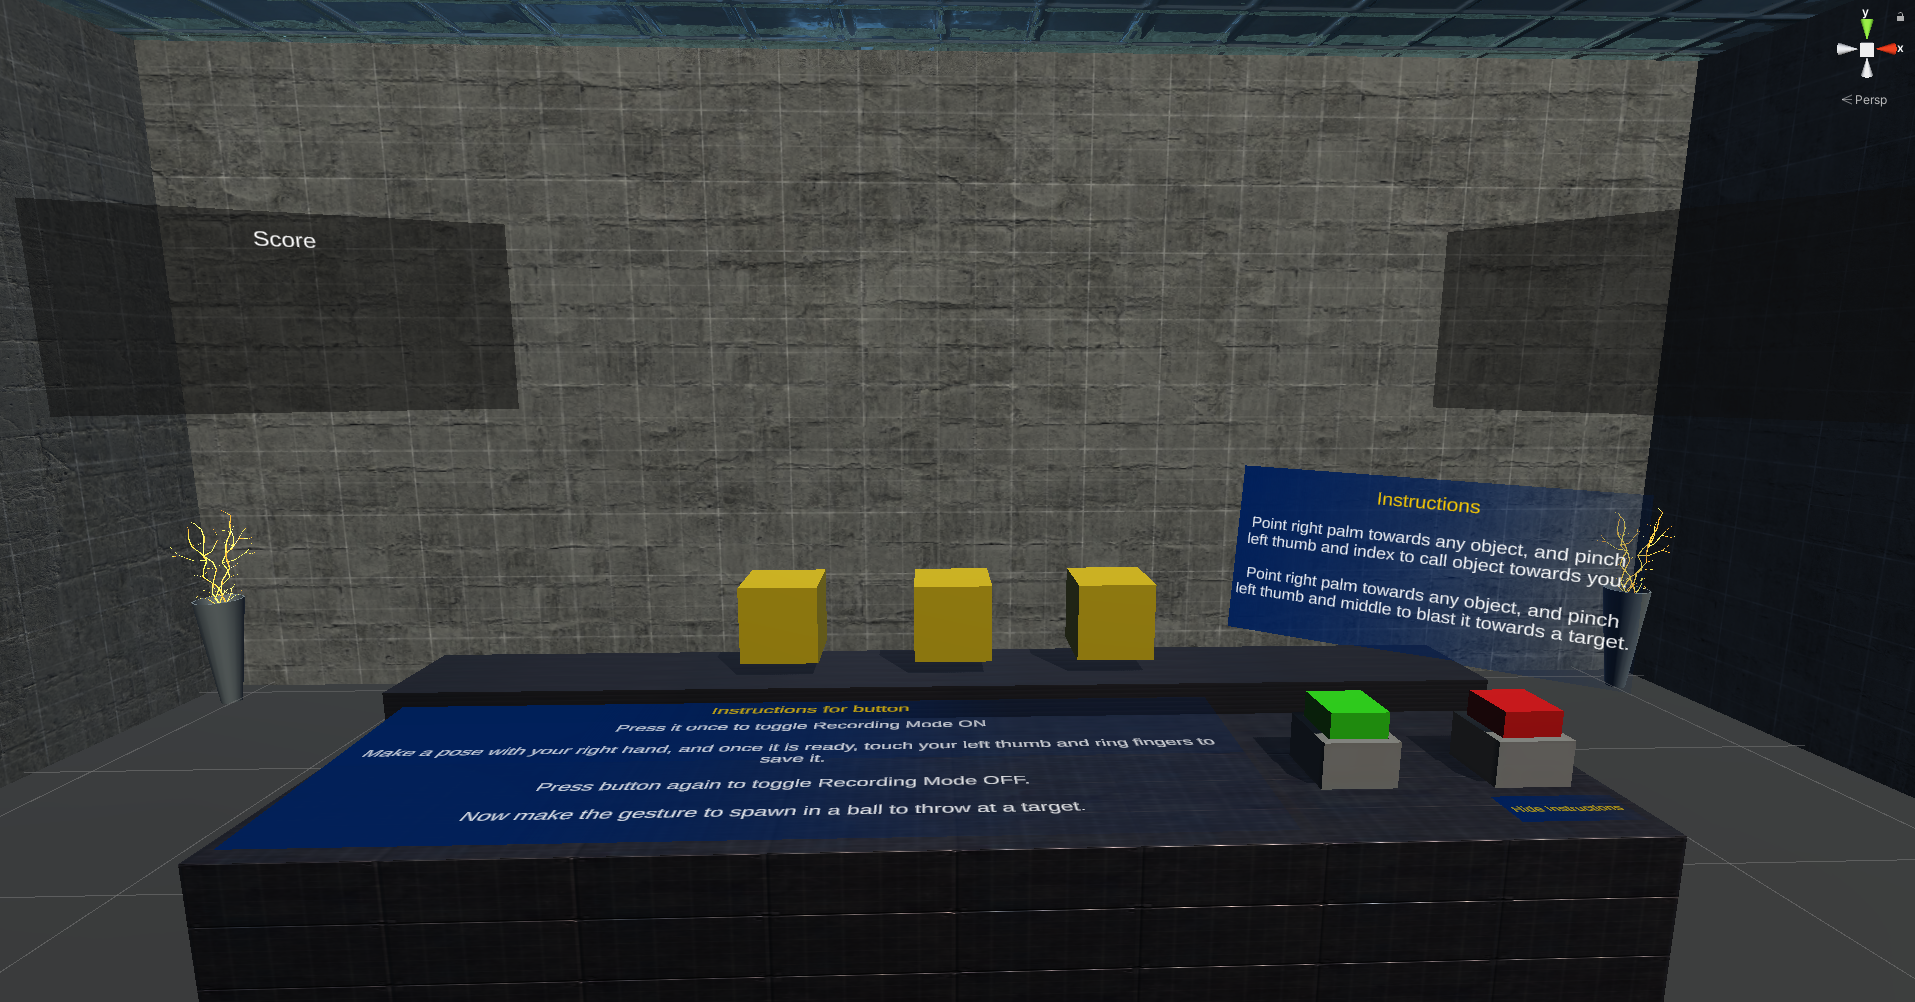 y
x
< Persp
Score
Instructions
Point right palm towards any object, and pinch
left thumb and index to call object towards you.
Point right palm towards any object, and pinch
left thumb and middle to blast it towards a target.
Instructions for button
Press it once to toggle Recording Mode ON
Make a pose with your right hand, and once it is ready, touch your left thumb and ring fingers to
save it.
Press button again to toggle Recording Mode OFF.
Now make the gesture to spawn in a ball to throw at a target.
Hide Instructions